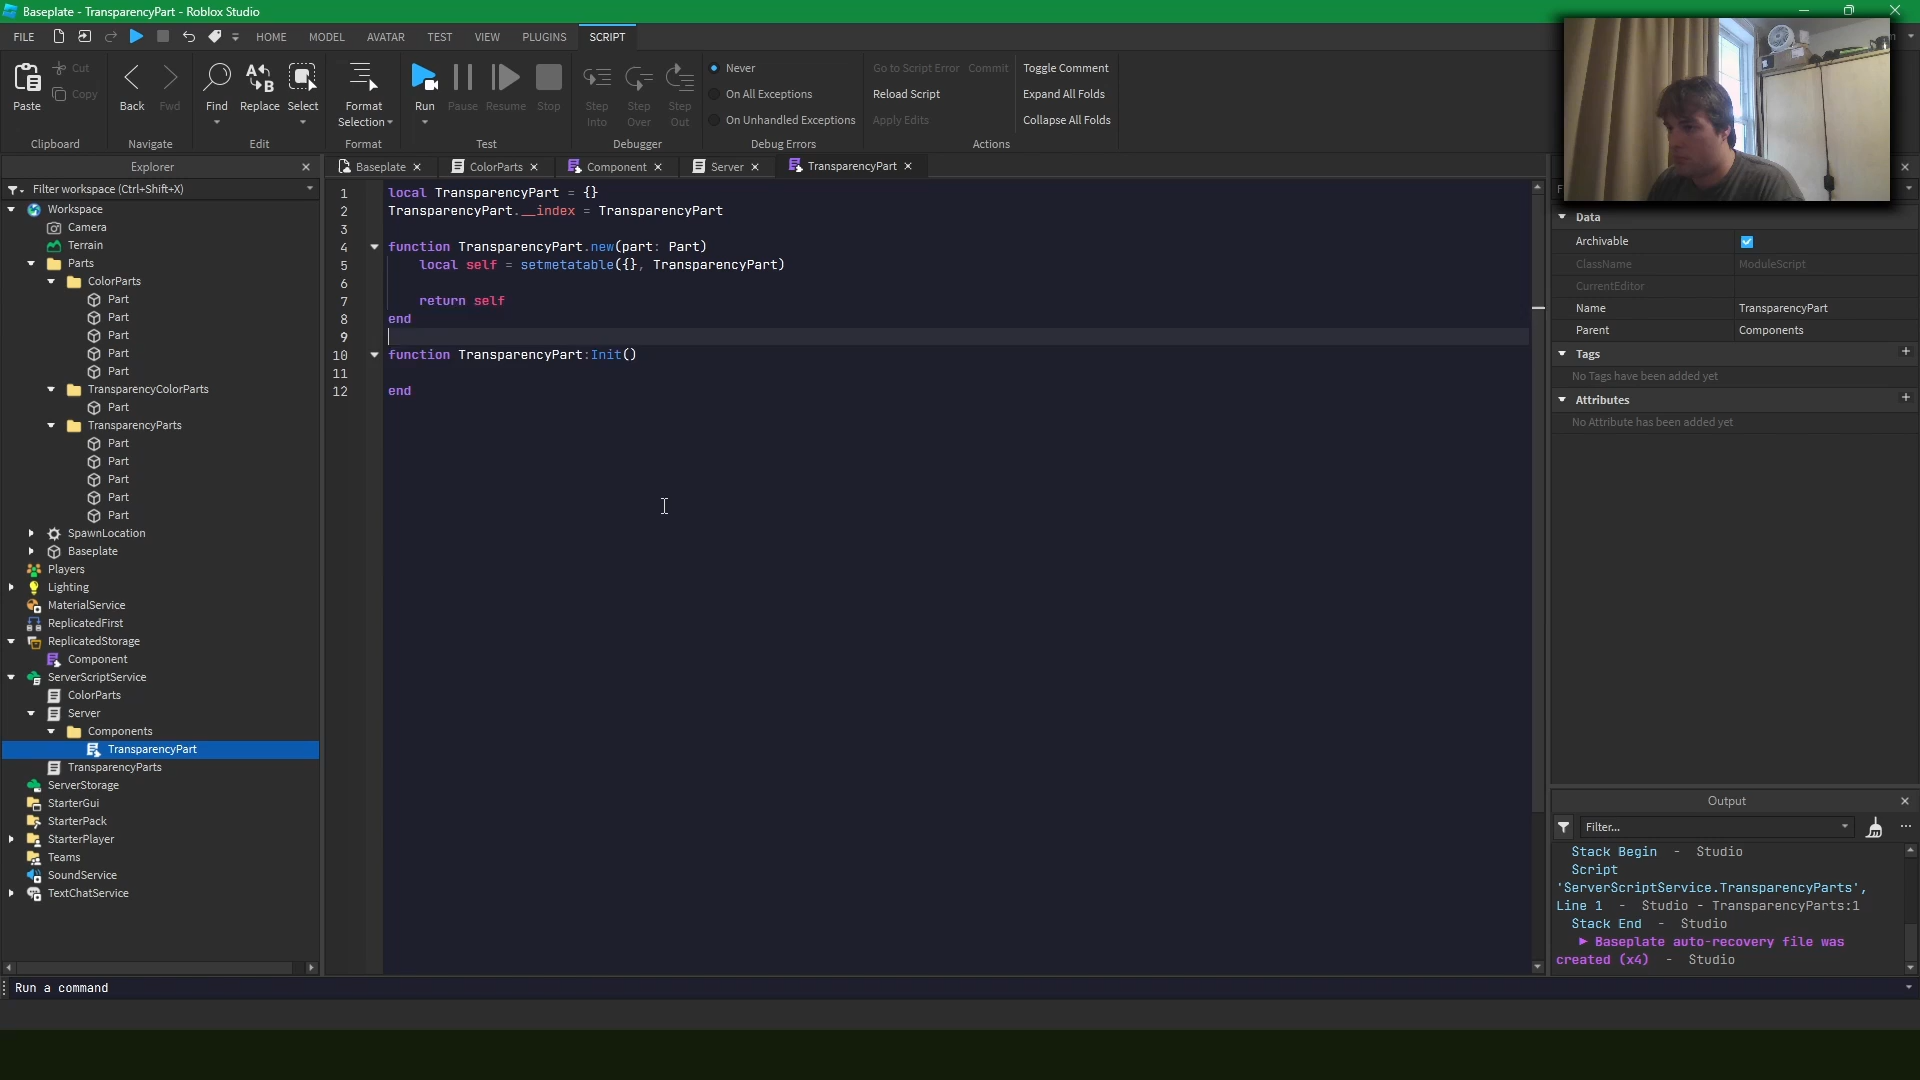 Baseplate - TransparencyPart - Roblox Studio
FILE HOME MODEL AVATAR TEST VIEW PLUGINS SCRIPT
Paste Cut Copy
Clipboard
Back Fwd
Navigate
Find Replace Select
Edit
Format Selection
Format
Run Pause Resume Stop
Test
Step Into Step Over Step Out
Debugger
Never
On All Exceptions
On Unhandled Exceptions
Debug Errors
Go to Script Error Commit Toggle Comment
Reload Script Expand All Folds
Apply Edits Collapse All Folds
Actions
Explorer
Filter workspace (Ctrl+Shift+X)
Workspace
Camera
Terrain
Parts
ColorParts
Part
Part
Part
Part
Part
TransparencyColorParts
Part
TransparencyParts
Part
Part
Part
Part
Part
SpawnLocation
Baseplate
Players
Lighting
MaterialService
ReplicatedFirst
ReplicatedStorage
Component
ServerScriptService
ColorParts
Server
Components
TransparencyPart
TransparencyParts
ServerStorage
StarterGui
StarterPack
StarterPlayer
Teams
SoundService
TextChatService
Baseplate ColorParts Component Server TransparencyPart
1 local TransparencyPart = {}
2 TransparencyPart.__index = TransparencyPart
3
4 function TransparencyPart.new(part: Part)
5 local self = setmetatable({}, TransparencyPart)
6
7 return self
8 end
9
10 function TransparencyPart:Init()
11
12 end
Data
Archivable
ClassName ModuleScript
CurrentEditor
Name TransparencyPart
Parent Components
Tags
No Tags have been added yet
Attributes
No Attribute has been added yet
Output
Filter...
Stack Begin - Studio
Script
'ServerScriptService.TransparencyParts',
Line 1 - Studio - TransparencyParts:1
Stack End - Studio
Baseplate auto-recovery file was
created (x4) - Studio
Run a command